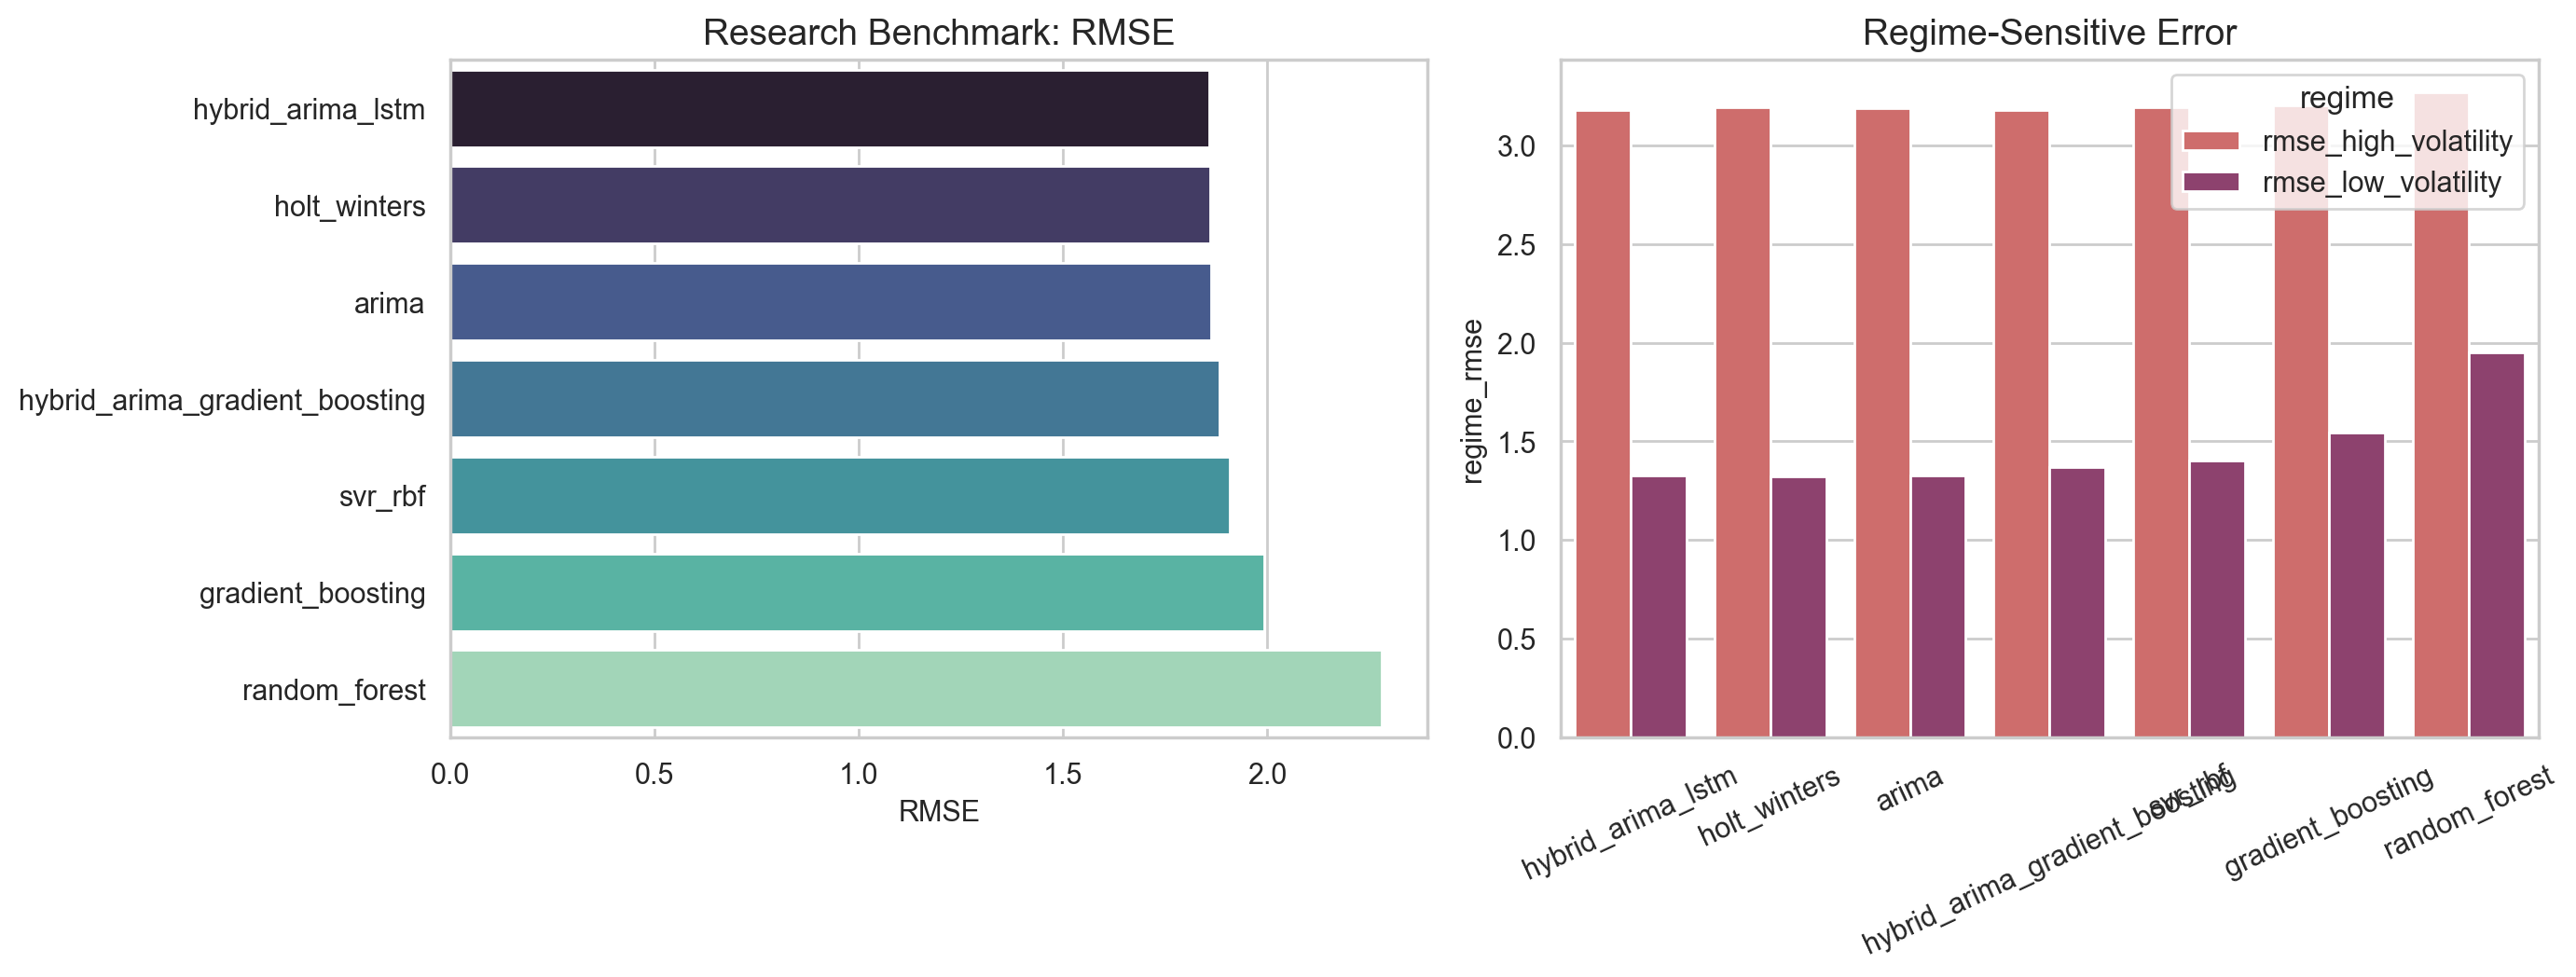 Research Benchmark: RMSE
hybrid_arima_lstm
holt_winters
arima
hybrid_arima_gradient_boosting
svr_rbf
gradient_boosting
random_forest
0.0 0.5 1.0 1.5 2.0
RMSE
Regime-Sensitive Error
regime
rmse_high_volatility
rmse_low_volatility
regime_rmse
3.0
2.5
2.0
1.5
1.0
0.5
0.0
hybrid_arima_lstm
holt_winters
arima
hybrid_arima_gradient_boosting
svr_rbf
gradient_boosting
random_forest